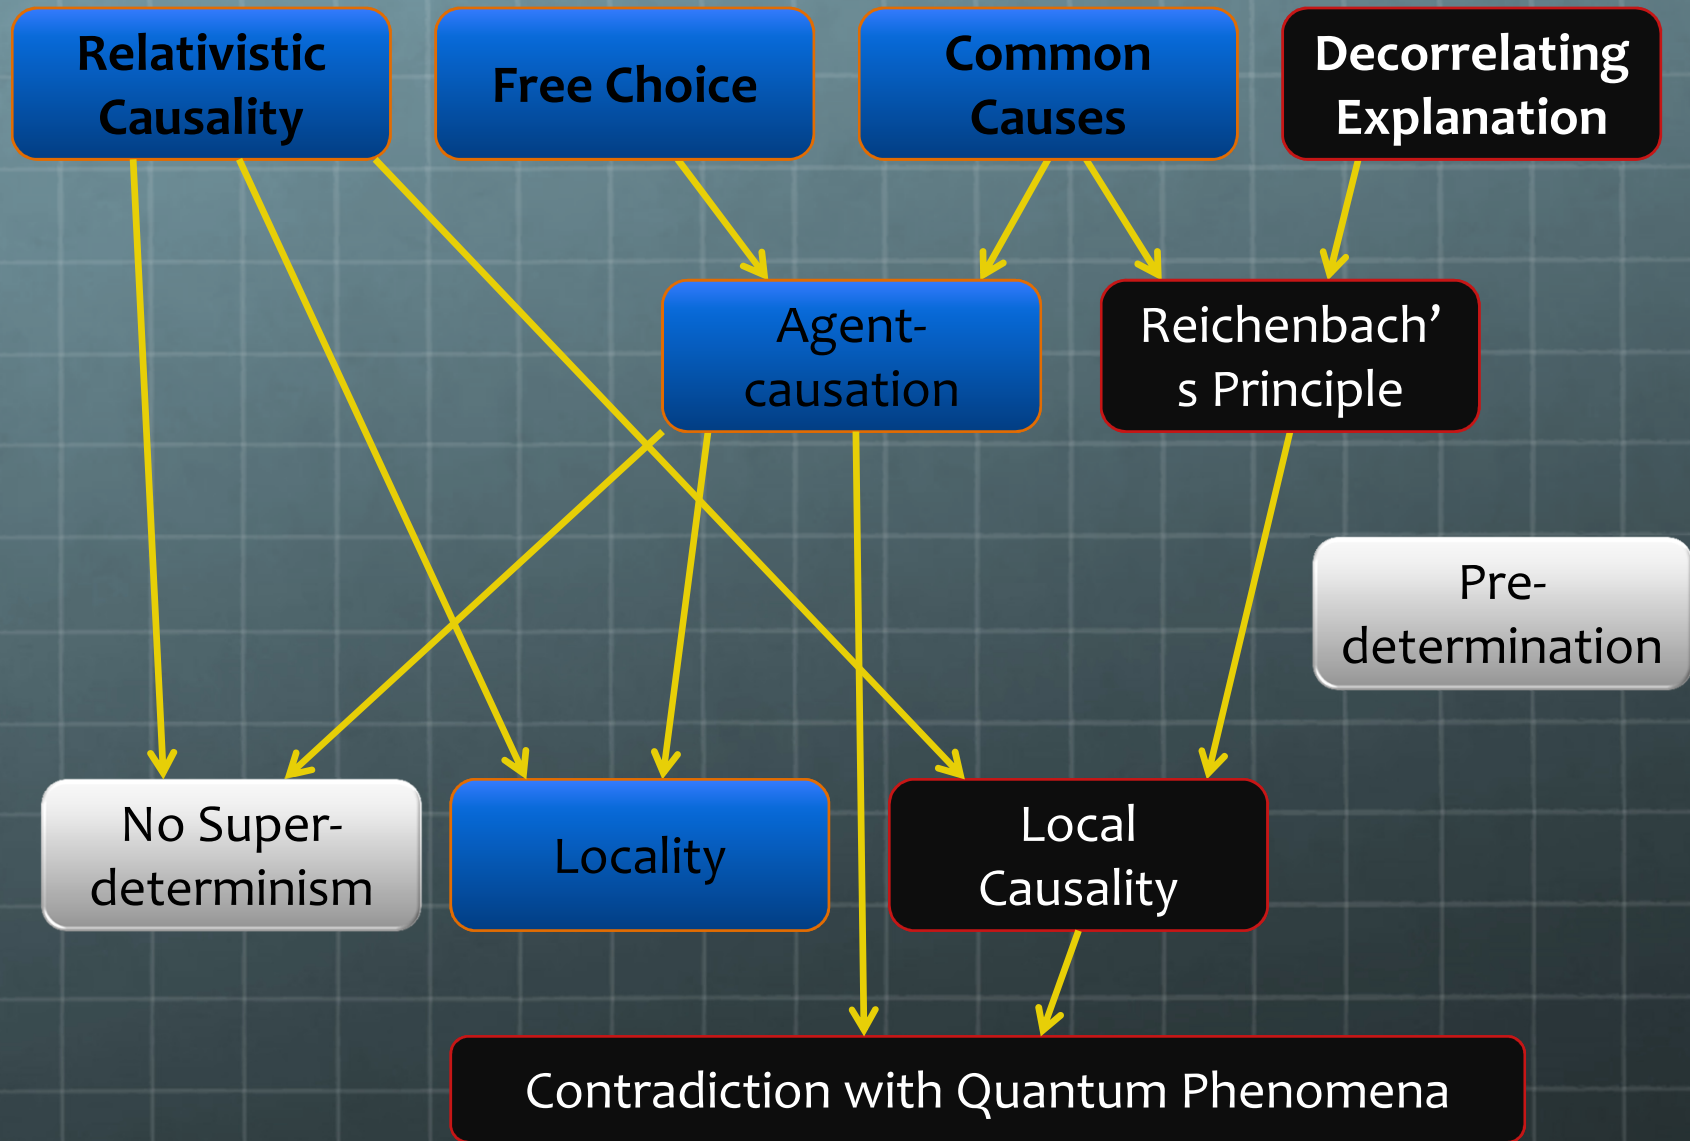 Relativistic
Causality
Free Choice
Common
Causes
Decorrelating
Explanation
Agent-
causation
Reichenbach’
s Principle
Pre-
determination
No Super-
determinism
Locality
Local
Causality
Contradiction with Quantum Phenomena